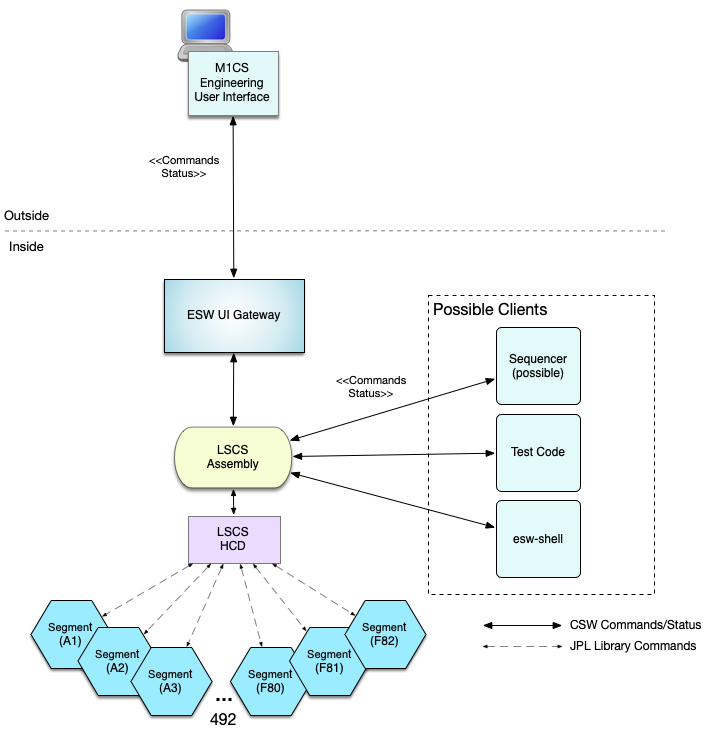 M1CS
Engineering
User Interface
<<Commands
Status>>
Outside
Inside
ESW UI Gateway
Possible Clients
Sequencer
(possible)
<<Commands
Status>>
Test Code
LSCS
Assembly
esw-shell
LSCS
HCD
Segment
(A1)
Segment
(A2)
Segment
(A3)
Segment
(F80)
Segment
(F81)
Segment
(F82)
...
492
CSW Commands/Status
JPL Library Commands